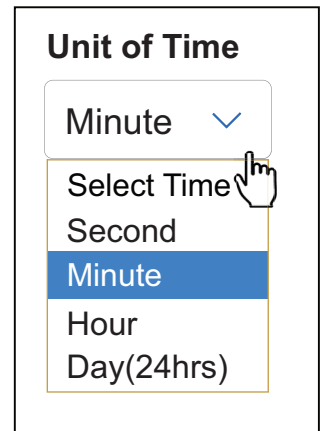 Unit of Time
Minute
Select Time
Second
Minute
Hour
Day(24hrs)